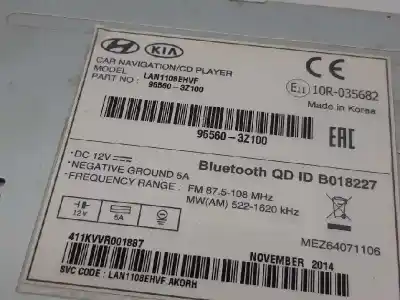 HYUNDAI KIA
CAR NAVIGATION/CD PLAYER
MODEL : LAN1108EHVF
PART NO : 96560-3Z100
CE
E11 10R-035682
Made in Korea
96560-3Z100
EAC
• DC 12V
• NEGATIVE GROUND 5A
• FREQUENCY RANGE : FM 87.5-108 MHz
MW(AM) 522-1620 kHz
Bluetooth QD ID B018227
12V 5A
MEZ64071106
411KVVR001887
NOVEMBER 2014
SVC CODE : LAN1108EHVF.AKORH